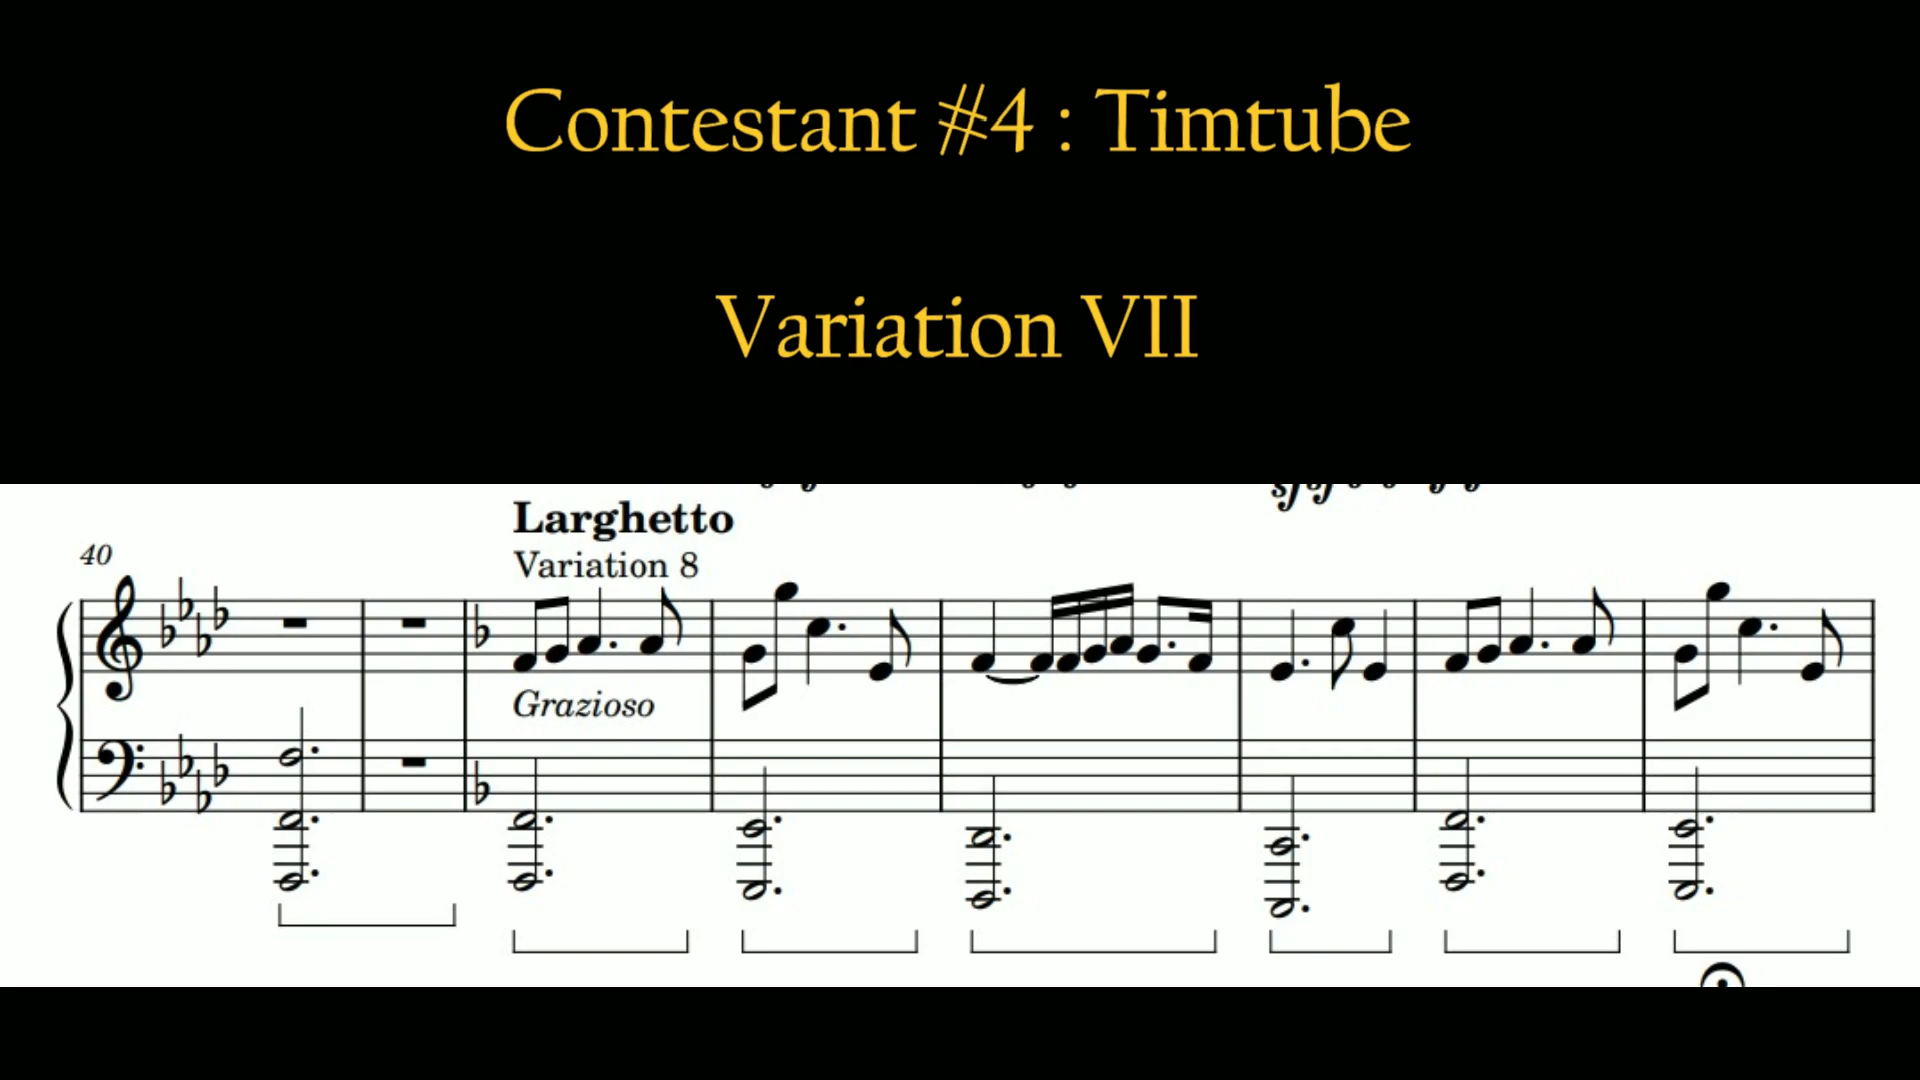 Contestant #4 : Timtube
Variation VII
Larghetto
40
Variation 8
Grazioso